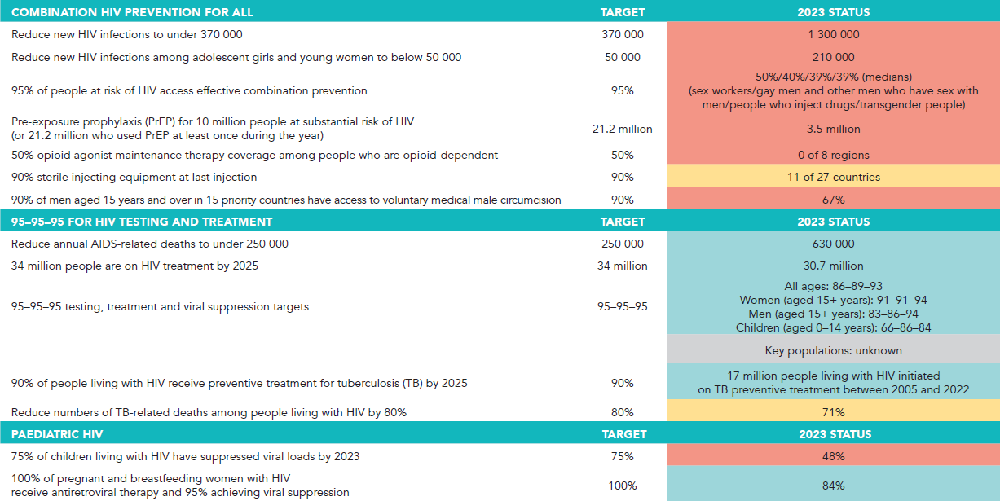 COMBINATION HIV PREVENTION FOR ALL TARGET 2023 STATUS
Reduce new HIV infections to under 370 000 370 000 1 300 000
Reduce new HIV infections among adolescent girls and young women to below 50 000 50 000 210 000
95% of people at risk of HIV access effective combination prevention 95% 50%/40%/39%/39% (medians)
(sex workers/gay men and other men who have sex with
men/people who inject drugs/transgender people)
Pre-exposure prophylaxis (PrEP) for 10 million people at substantial risk of HIV
(or 21.2 million who used PrEP at least once during the year) 21.2 million 3.5 million
50% opioid agonist maintenance therapy coverage among people who are opioid-dependent 50% 0 of 8 regions
90% sterile injecting equipment at last injection 90% 11 of 27 countries
90% of men aged 15 years and over in 15 priority countries have access to voluntary medical male circumcision 90% 67%
95–95–95 FOR HIV TESTING AND TREATMENT TARGET 2023 STATUS
Reduce annual AIDS-related deaths to under 250 000 250 000 630 000
34 million people are on HIV treatment by 2025 34 million 30.7 million
95–95–95 testing, treatment and viral suppression targets 95–95–95 All ages: 86–89–93
Women (aged 15+ years): 91–91–94
Men (aged 15+ years): 83–86–94
Children (aged 0–14 years): 66–86–84
Key populations: unknown
90% of people living with HIV receive preventive treatment for tuberculosis (TB) by 2025 90% 17 million people living with HIV initiated
on TB preventive treatment between 2005 and 2022
Reduce numbers of TB-related deaths among people living with HIV by 80% 80% 71%
PAEDIATRIC HIV TARGET 2023 STATUS
75% of children living with HIV have suppressed viral loads by 2023 75% 48%
100% of pregnant and breastfeeding women with HIV
receive antiretroviral therapy and 95% achieving viral suppression 100% 84%